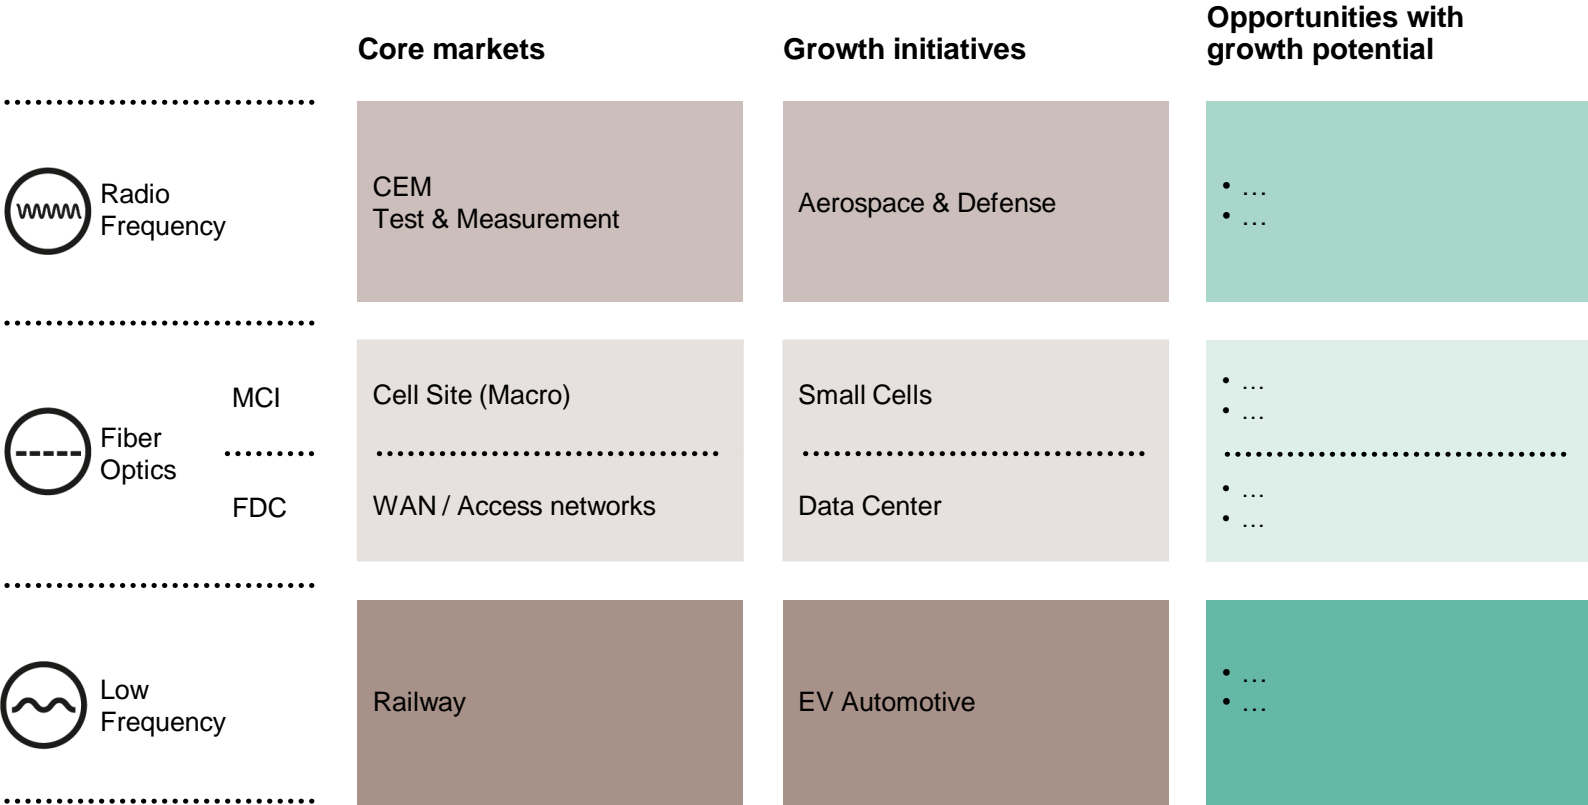 Core markets
Growth initiatives
Opportunities with
growth potential
Radio
Frequency
CEM
Test & Measurement
Aerospace & Defense
• …
• …
Fiber
Optics
MCI
Cell Site (Macro)
Small Cells
• …
• …
FDC
WAN / Access networks
Data Center
• …
• …
Low
Frequency
Railway
EV Automotive
• …
• …